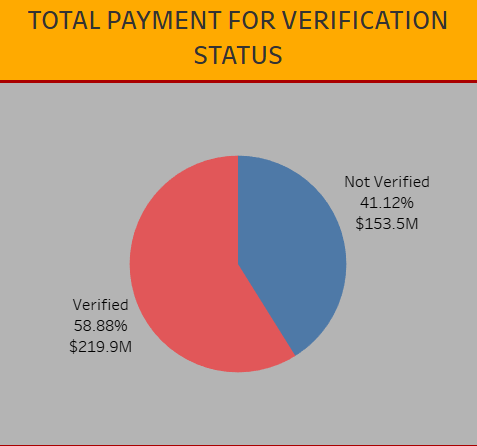 TOTAL PAYMENT FOR VERIFICATION
STATUS
Not Verified
41.12%
$153.5M
Verified
58.88%
$219.9M